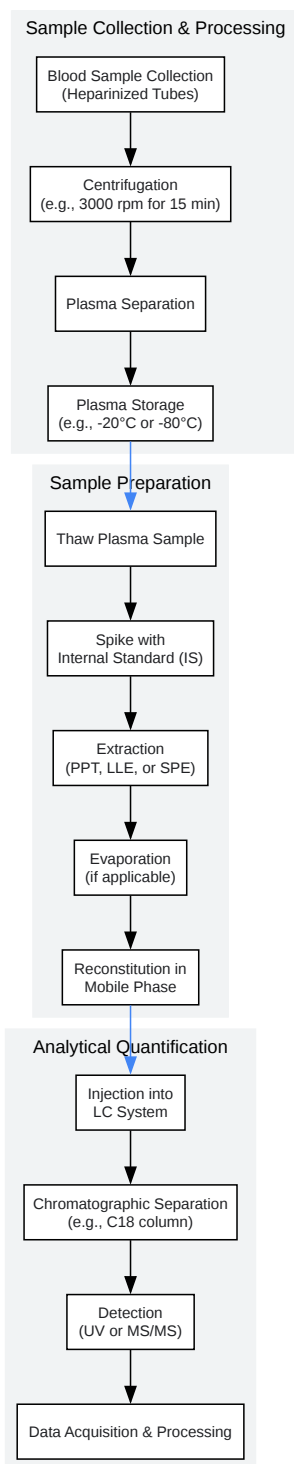 Sample Collection & Processing
Blood Sample Collection
(Heparinized Tubes)
Centrifugation
(e.g., 3000 rpm for 15 min)
Plasma Separation
Plasma Storage
(e.g., -20°C or -80°C)
Sample Preparation
Thaw Plasma Sample
Spike with
Internal Standard (IS)
Extraction
(PPT, LLE, or SPE)
Evaporation
(if applicable)
Reconstitution in
Mobile Phase
Analytical Quantification
Injection into
LC System
Chromatographic Separation
(e.g., C18 column)
Detection
(UV or MS/MS)
Data Acquisition & Processing